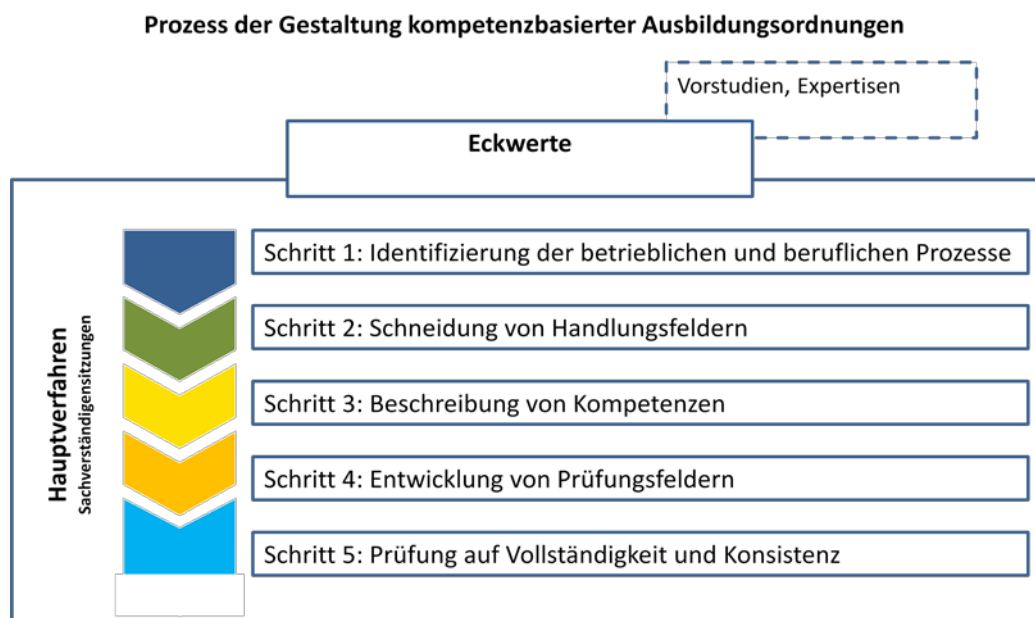 Prozess der Gestaltung kompetenzbasierter Ausbildungsordnungen
Vorstudien, Expertisen
Eckwerte
Hauptverfahren
Sachverständigensitzungen
Schritt 1: Identifizierung der betrieblichen und beruflichen Prozesse
Schritt 2: Schneidung von Handlungsfeldern
Schritt 3: Beschreibung von Kompetenzen
Schritt 4: Entwicklung von Prüfungsfeldern
Schritt 5: Prüfung auf Vollständigkeit und Konsistenz